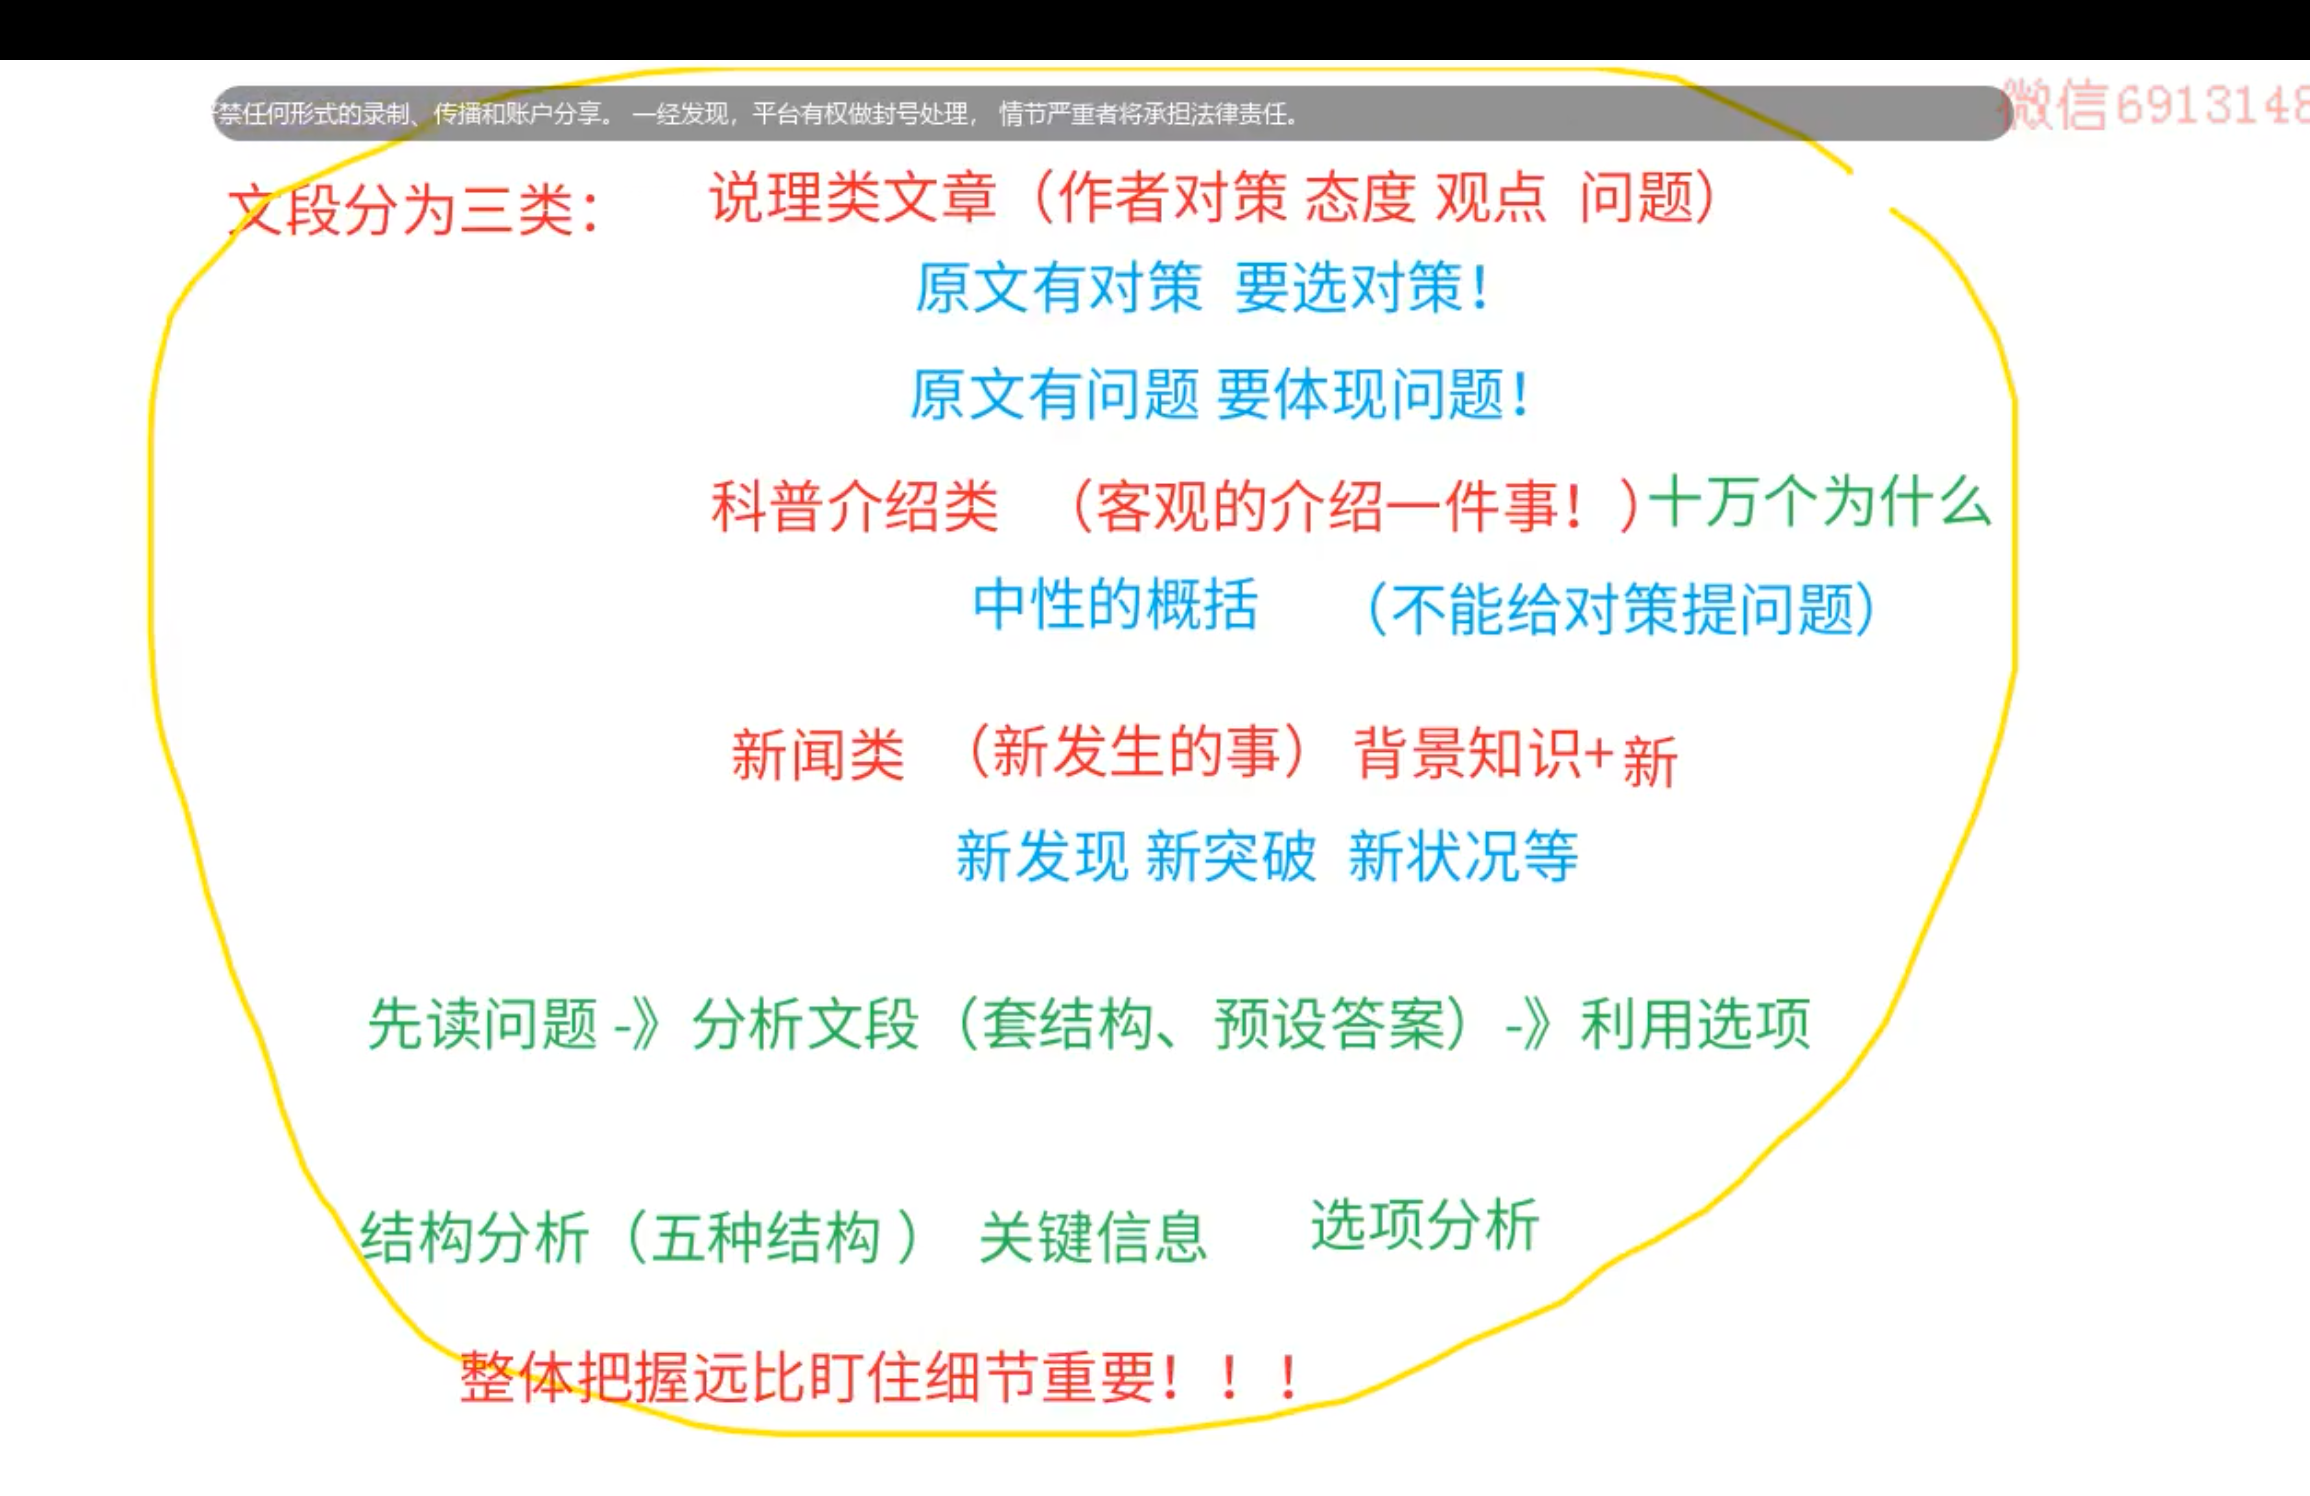 禁任何形式的录制、传播和账户分享。 一经发现，平台有权做封号处理， 情节严重者将承担法律责任。
微信6913148
文段分为三类： 说理类文章（作者对策 态度 观点 问题）
原文有对策 要选对策！
原文有问题 要体现问题！
科普介绍类 （客观的介绍一件事！）十万个为什么
中性的概括 （不能给对策提问题）
新闻类 （新发生的事） 背景知识+新
新发现 新突破 新状况等
先读问题 -》 分析文段（套结构、预设答案）-》利用选项
结构分析（五种结构） 关键信息 选项分析
整体把握远比盯住细节重要！！！